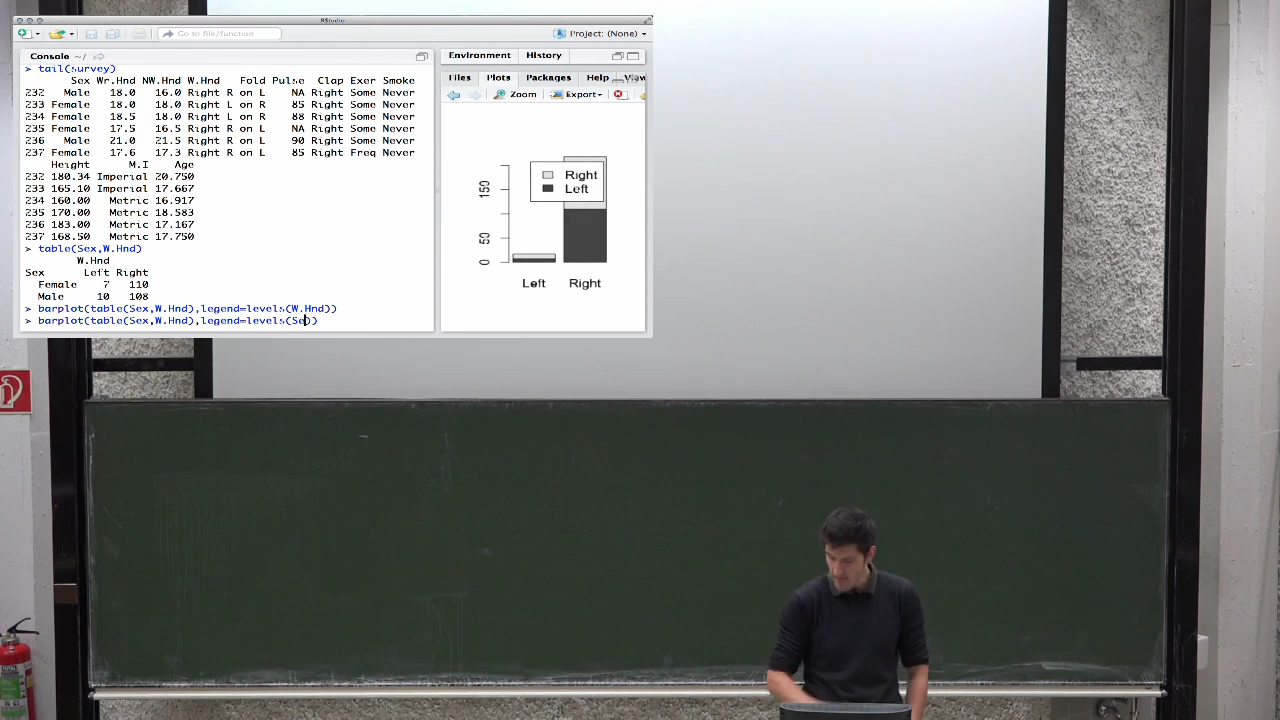 RStudio
Go to file/function
Project: (None)
Console ~/
> tail(survey)
Sex Wr.Hnd NW.Hnd W.Hnd Fold Pulse Clap Exer Smoke
232 Male 18.0 16.0 Right R on L NA Right Some Never
233 Female 18.0 18.0 Right L on R 85 Right Some Never
234 Female 18.5 18.0 Right L on R 88 Right Some Never
235 Female 17.5 16.5 Right R on L NA Right Some Never
236 Male 21.0 21.5 Right R on L 90 Right Some Never
237 Female 17.6 17.3 Right R on L 85 Right Freq Never
Height M.I Age
232 180.34 Imperial 20.750
233 165.10 Imperial 17.667
234 160.00 Metric 16.917
235 170.00 Metric 18.583
236 183.00 Metric 17.167
237 168.50 Metric 17.750
> table(Sex,W.Hnd)
W.Hnd
Sex Left Right
Female 7 110
Male 10 108
> barplot(table(Sex,W.Hnd),legend=levels(W.Hnd))
> barplot(table(Sex,W.Hnd),legend=levels(Se))
Environment History
Files Plots Packages Help
Zoom Export
Right
Left
150
50
0
Left Right